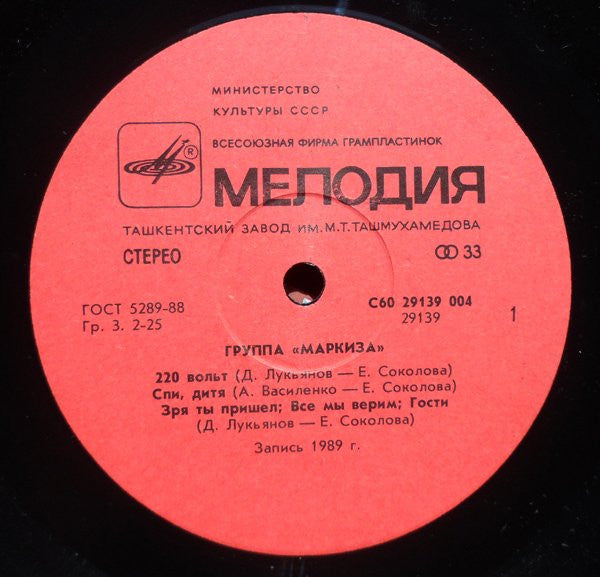 МИНИСТЕРСТВО
КУЛЬТУРЫ СССР
ВСЕСОЮЗНАЯ ФИРМА ГРАМПЛАСТИНОК
®
МЕЛОДИЯ
ТАШКЕНТСКИЙ ЗАВОД ИМ.М.Т.ТАШМУХАМЕДОВА
СТЕРЕО
33
ГОСТ 5289-88
Гр. 3. 2-25
С60 29139 004
29139
1
ГРУППА «МАРКИЗА»
220 вольт (Д. Лукьянов — Е. Соколова)
Спи, дитя (А. Василенко — Е. Соколова)
Зря ты пришел; Все мы верим; Гости
(Д. Лукьянов — Е. Соколова)
Запись 1989 г.